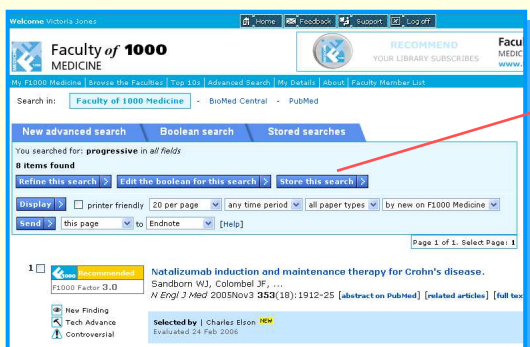 Welcome Victoria Jones Home Feedback Support Log off
Faculty of 1000
MEDICINE
RECOMMEND
YOUR LIBRARY SUBSCRIBES
Facu
MEDIC
www.
My F1000 Medicine | Browse the Faculties | Top 10s | Advanced Search | My Details | About | Faculty Member List
Search in: Faculty of 1000 Medicine - BioMed Central - PubMed
New advanced search Boolean search Stored searches
You searched for: progressive in all fields
8 items found
Refine this search > Edit the boolean for this search > Store this search >
Display > printer friendly 20 per page any time period all paper types by new on F1000 Medicine
Send > this page to Endnote [Help]
Page 1 of 1. Select Page: 1
1 F1000 Recommended Natalizumab induction and maintenance therapy for Crohn's disease.
F1000 Factor 3.0 Sandborn WJ, Colombel JF, ...
N Engl J Med 2005Nov3 353(18):1912-25 [abstract on PubMed] [related articles] [full tex
New Finding
Tech Advance Selected by | Charles Elson NEW
Controversial Evaluated 24 Feb 2006